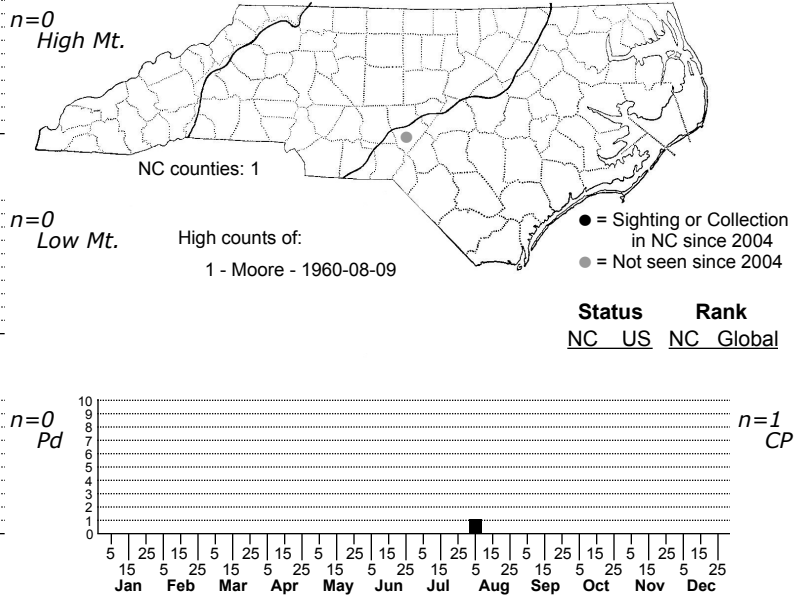 n=0
High Mt.
NC counties: 1
n=0
Low Mt.
High counts of:
1 - Moore - 1960-08-09
= Sighting or Collection
in NC since 2004
= Not seen since 2004
Status Rank
NC US NC Global
n=0
Pd
n=1
CP
10
9
8
7
6
5
4
3
2
1
0
5 25 15 5 25 15 5 25 15 5 25 15 5 25 15 5 25 15
15 5 25 15 5 25 15 5 25 15 5 25 15 5 25 15 5 25
Jan Feb Mar Apr May Jun Jul Aug Sep Oct Nov Dec